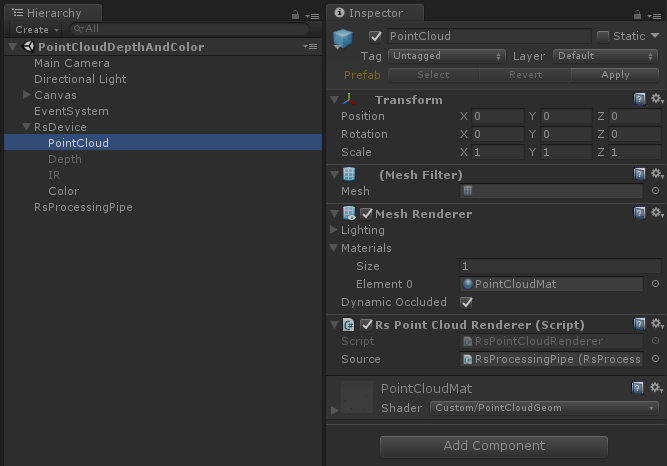 Hierarchy
Create
All
PointCloudDepthAndColor
Main Camera
Directional Light
Canvas
EventSystem
RsDevice
PointCloud
Depth
IR
Color
RsProcessingPipe
Inspector
PointCloud Static
Tag Untagged Layer Default
Prefab Select Revert Apply
Transform
Position X 0 Y 0 Z 0
Rotation X 0 Y 0 Z 0
Scale X 1 Y 1 Z 1
(Mesh Filter)
Mesh
Mesh Renderer
Lighting
Materials
Size 1
Element 0 PointCloudMat
Dynamic Occluded
Rs Point Cloud Renderer (Script)
Script RsPointCloudRenderer
Source RsProcessingPipe (RsProcess
PointCloudMat
Shader Custom/PointCloudGeom
Add Component